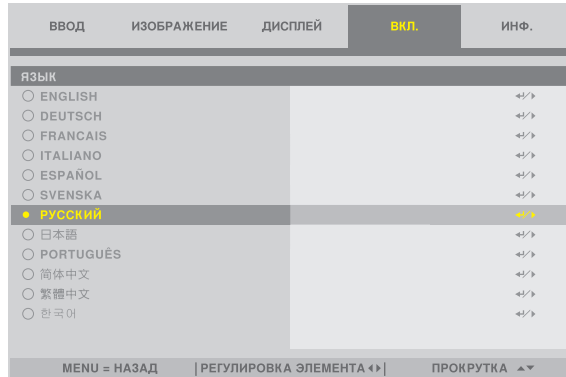 ВВОД ИЗОБРАЖЕНИЕ ДИСПЛЕЙ ВКЛ. ИНФ.
ЯЗЫК
ENGLISH
DEUTSCH
FRANCAIS
ITALIANO
ESPAÑOL
SVENSKA
РУССКИЙ
日本語
PORTUGUÊS
简体中文
繁體中文
한국어
MENU = НАЗАД | РЕГУЛИРОВКА ЭЛЕМЕНТА | ПРОКРУТКА